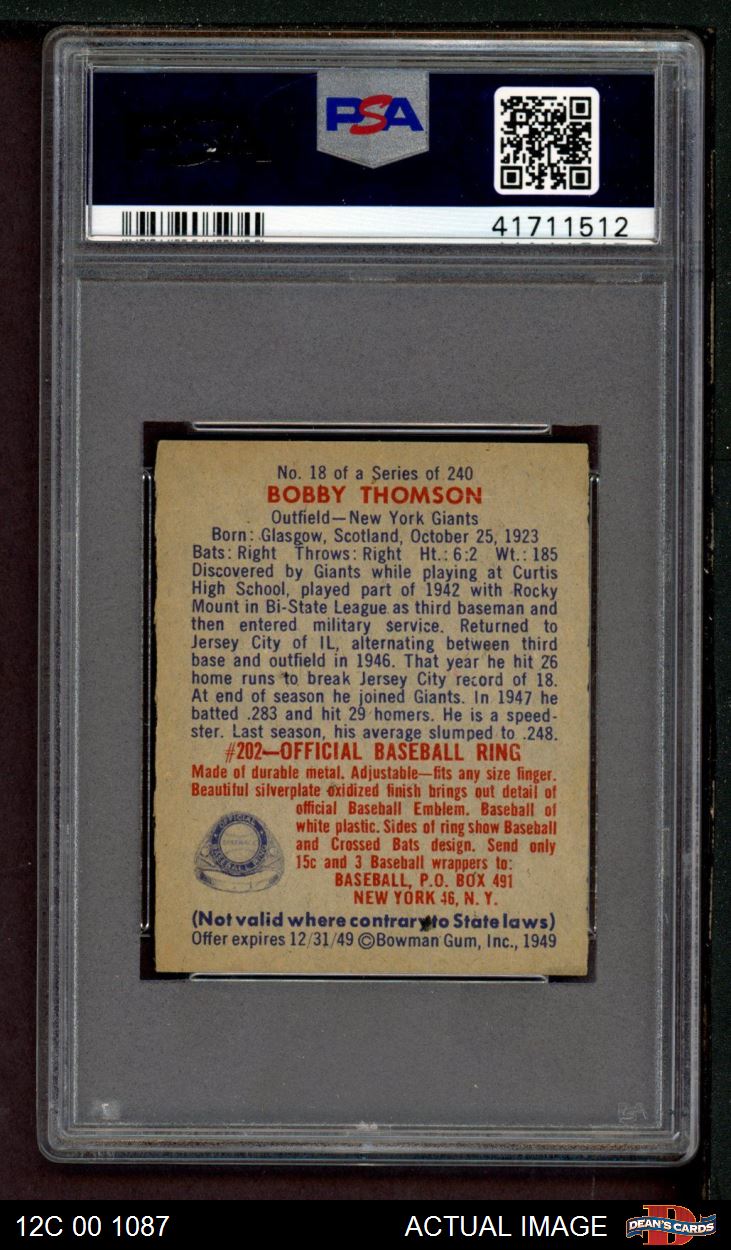 PSA
41711512
No. 18 of a Series of 240
BOBBY THOMSON
Outfield—New York Giants
Born: Glasgow, Scotland, October 25, 1923
Bats: Right Throws: Right Ht.: 6:2 Wt.: 185
Discovered by Giants while playing at Curtis
High School, played part of 1942 with Rocky
Mount in Bi-State League as third baseman and
then entered military service. Returned to
Jersey City of IL, alternating between third
base and outfield in 1946. That year he hit 26
home runs to break Jersey City record of 18.
At end of season he joined Giants. In 1947 he
batted .283 and hit 29 homers. He is a speed-
ster. Last season, his average slumped to .248.
#202—OFFICIAL BASEBALL RING
Made of durable metal. Adjustable—fits any size finger.
Beautiful silverplate oxidized finish brings out detail of
official Baseball Emblem. Baseball of
white plastic. Sides of ring show Baseball
and Crossed Bats design. Send only
15c and 3 Baseball wrappers to:
BASEBALL, P.O. BOX 491
NEW YORK 46, N. Y.
OFFICIAL
BASEBALL RING
(Not valid where contrary to State laws)
Offer expires 12/31/49 ©Bowman Gum, Inc., 1949
PSA
12C 00 1087
ACTUAL IMAGE
DEAN'S CARDS